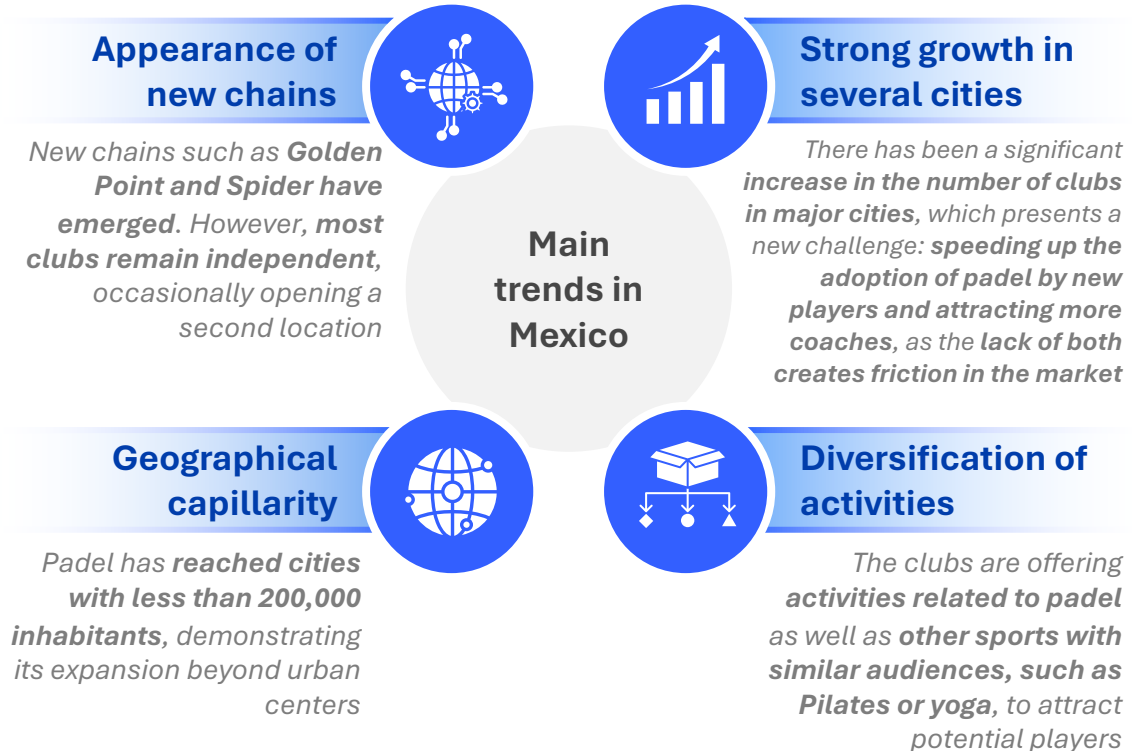 Appearance of
new chains
New chains such as Golden
Point and Spider have
emerged. However, most
clubs remain independent,
occasionally opening a
second location
Strong growth in
several cities
There has been a significant
increase in the number of clubs
in major cities, which presents a
new challenge: speeding up the
adoption of padel by new
players and attracting more
coaches, as the lack of both
creates friction in the market
Main
trends in
Mexico
Geographical
capillarity
Padel has reached cities
with less than 200,000
inhabitants, demonstrating
its expansion beyond urban
centers
Diversification of
activities
The clubs are offering
activities related to padel
as well as other sports with
similar audiences, such as
Pilates or yoga, to attract
potential players